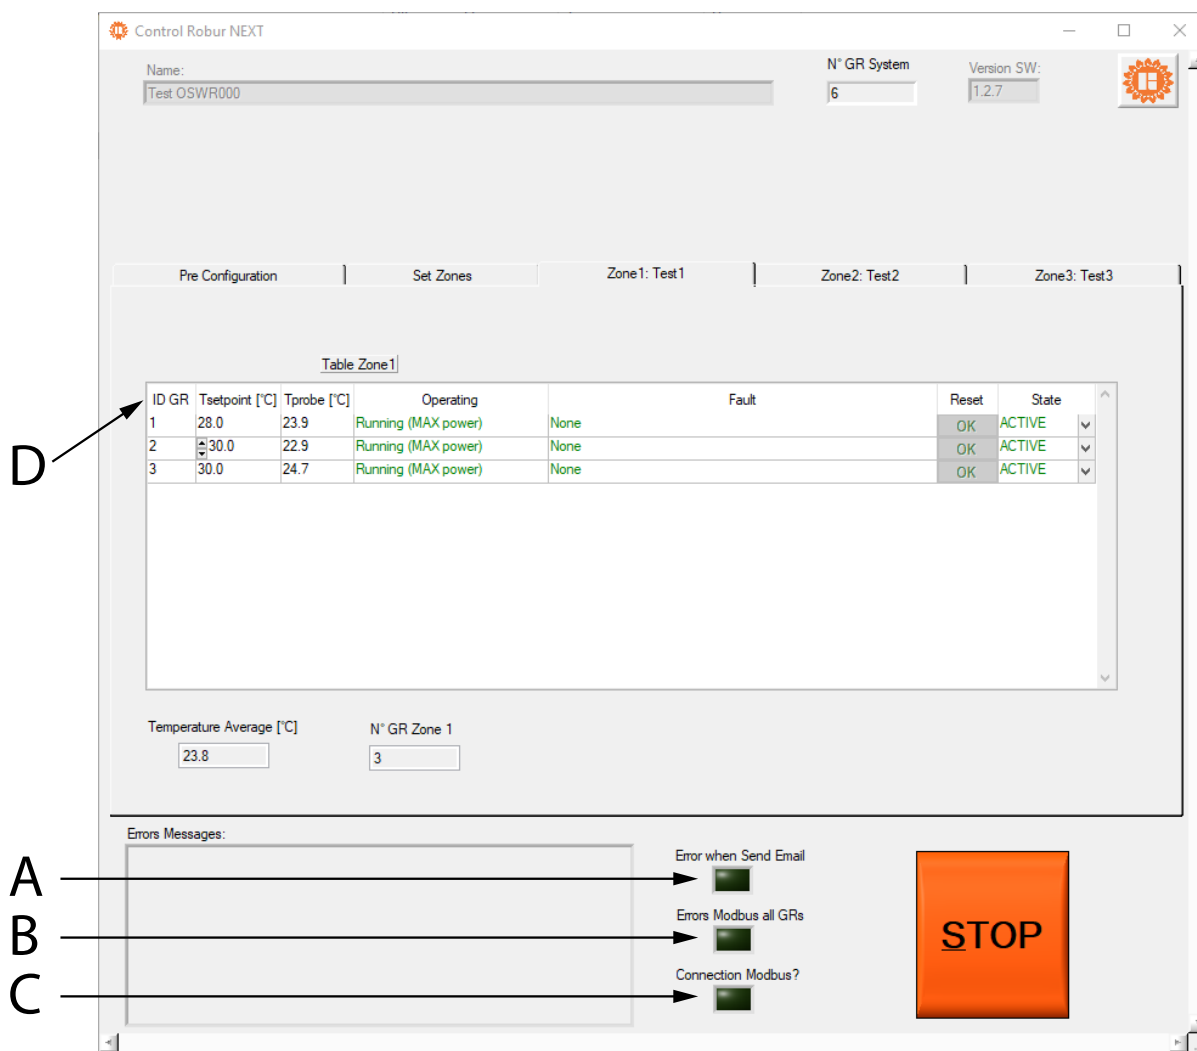 Control Robur NEXT
Name:
N° GR System
Version SW:
Test OSWR000
6
1.2.7
Pre Configuration
Set Zones
Zone1: Test1
Zone2: Test2
Zone3: Test3
Table Zone1
ID GR Tsetpoint [°C] Tprobe [°C] Operating Fault Reset State
1 28.0 23.9 Running (MAX power) None OK ACTIVE
2 30.0 22.9 Running (MAX power) None OK ACTIVE
3 30.0 24.7 Running (MAX power) None OK ACTIVE
D
Temperature Average [°C]
N° GR Zone 1
23.8
3
Errors Messages:
Error when Send Email
A
Errors Modbus all GRs
B
Connection Modbus?
C
STOP